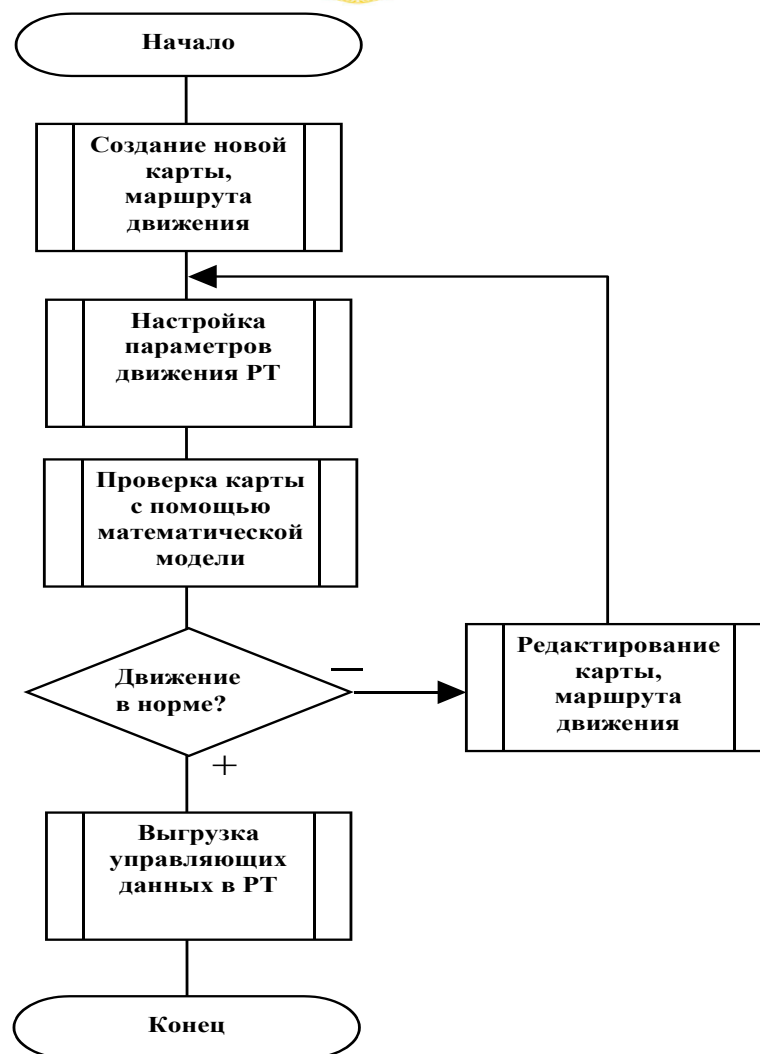 Начало
Создание новой
карты,
маршрута
движения
Настройка
параметров
движения РТ
Проверка карты
с помощью
математической
модели
Движение
в норме?
—
+
Редактирование
карты,
маршрута
движения
Выгрузка
управляющих
данных в РТ
Конец